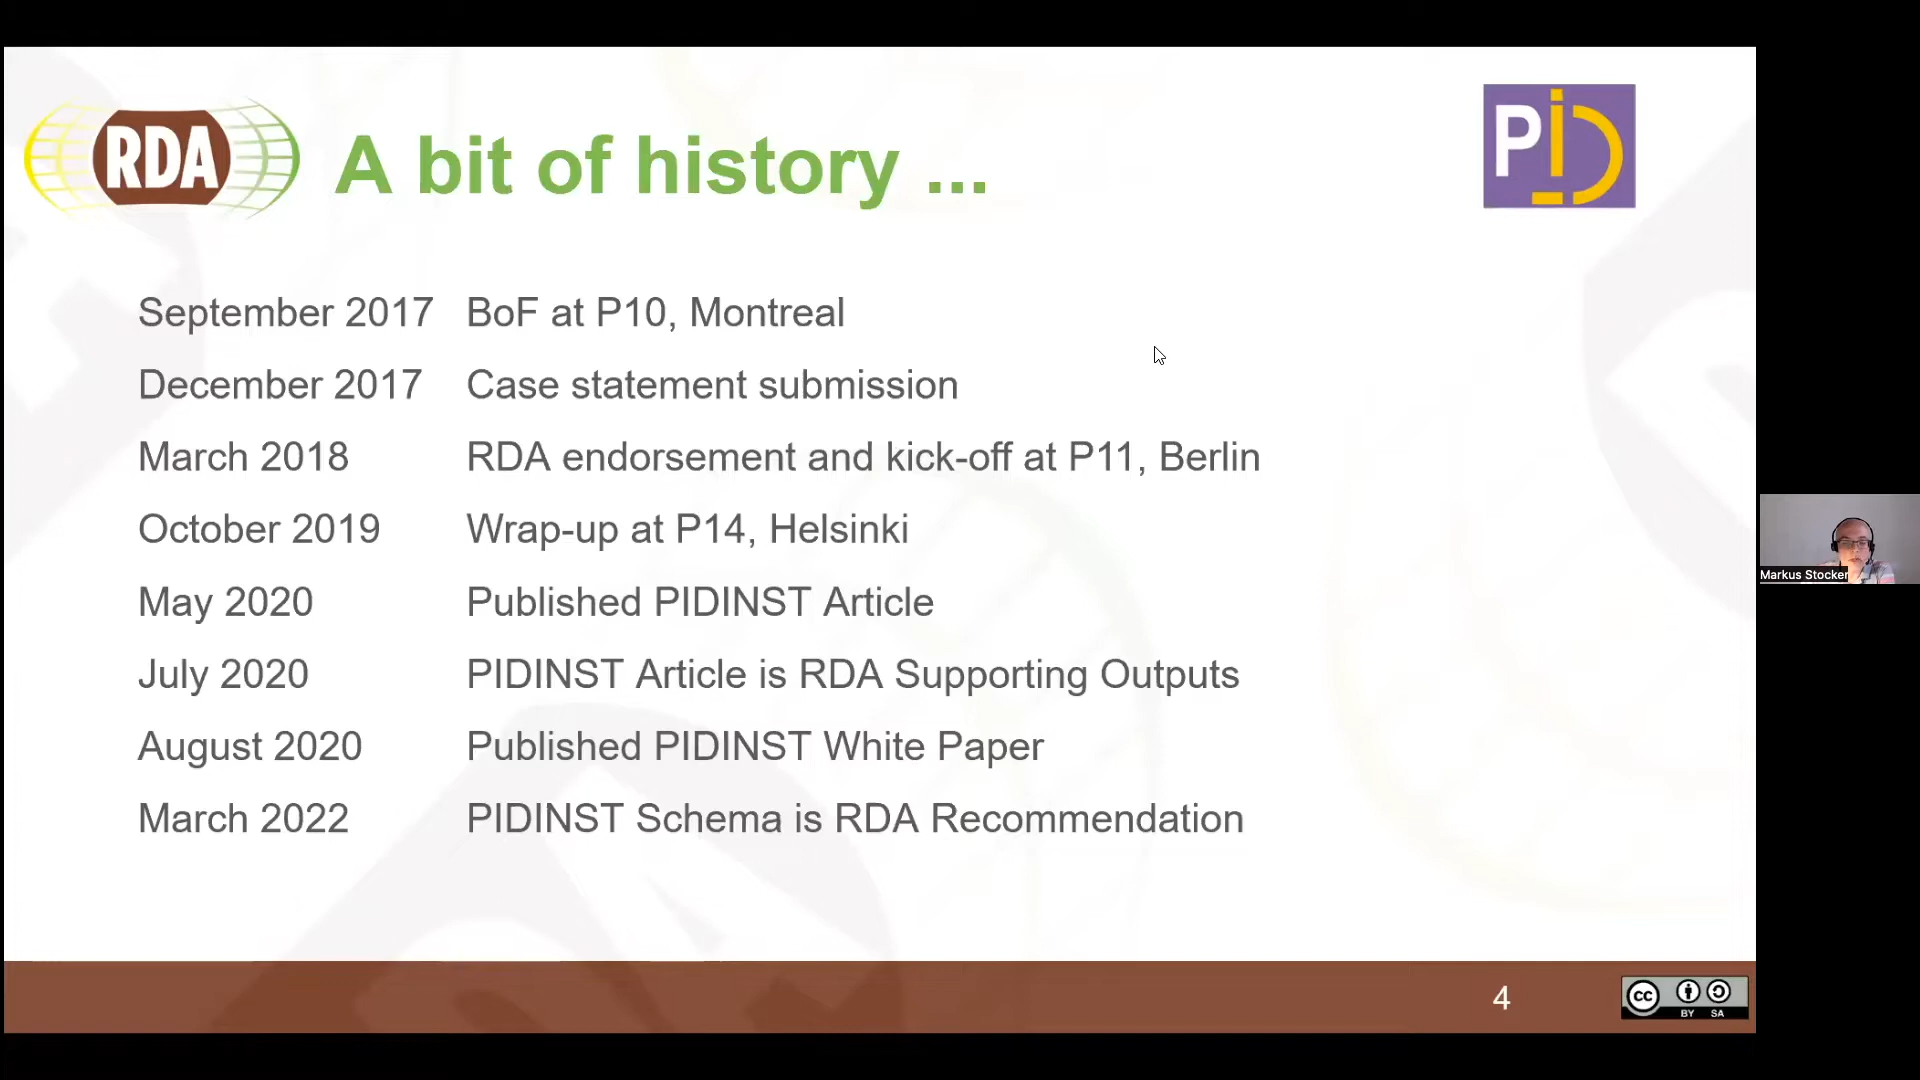 RDA
A bit of history ...
PID
September 2017 BoF at P10, Montreal
December 2017 Case statement submission
March 2018 RDA endorsement and kick-off at P11, Berlin
October 2019 Wrap-up at P14, Helsinki
May 2020 Published PIDINST Article
July 2020 PIDINST Article is RDA Supporting Outputs
August 2020 Published PIDINST White Paper
March 2022 PIDINST Schema is RDA Recommendation
Markus Stocker
4
cc
BY SA